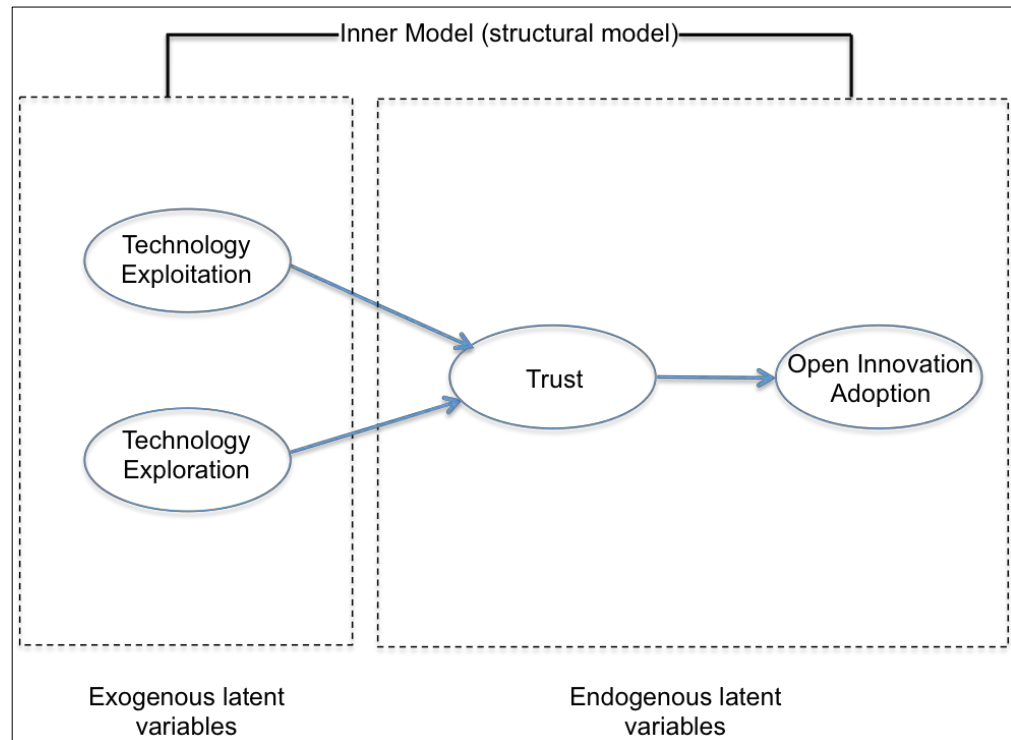 Inner Model (structural model)
Technology
Exploitation
Trust
Open Innovation
Adoption
Technology
Exploration
Exogenous latent
variables
Endogenous latent
variables